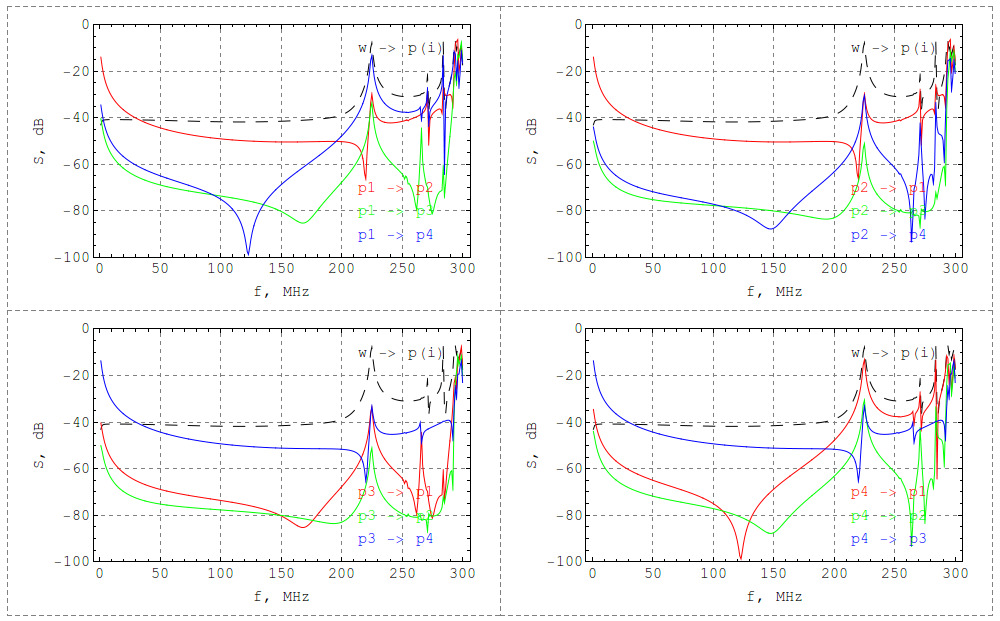 0
-20
-40
-60
-80
-100
S, dB
w -> p(i)
p1 -> p2
p1 -> p3
p1 -> p4
0 50 100 150 200 250 300
f, MHz
0
-20
-40
-60
-80
-100
S, dB
w -> p(i)
p2 -> p1
p2 -> p3
p2 -> p4
0 50 100 150 200 250 300
f, MHz
0
-20
-40
-60
-80
-100
S, dB
w -> p(i)
p3 -> p1
p3 -> p2
p3 -> p4
0 50 100 150 200 250 300
f, MHz
0
-20
-40
-60
-80
-100
S, dB
w -> p(i)
p4 -> p1
p4 -> p2
p4 -> p3
0 50 100 150 200 250 300
f, MHz